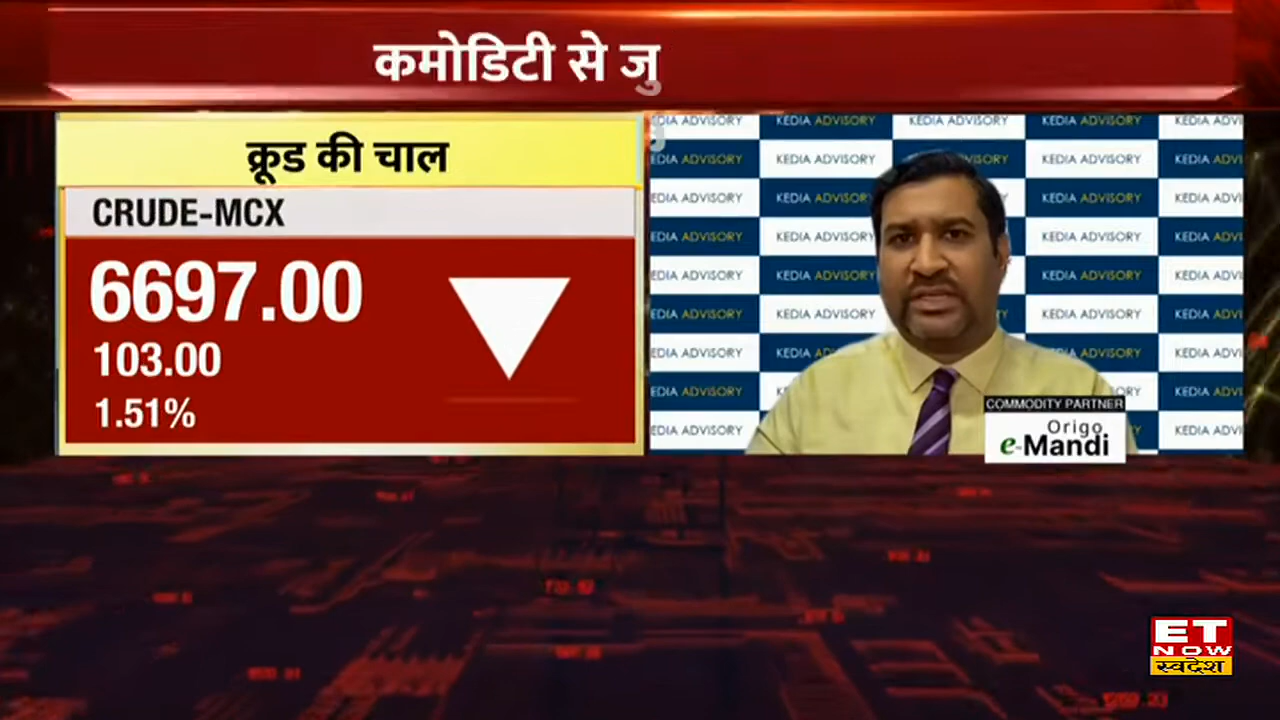 कमोडिटी से जु
क्रूड की चाल
CRUDE-MCX
6697.00
103.00
1.51%
KEDIA ADVISORY
COMMODITY PARTNER
Origo
e-Mandi
ET
NOW
स्वदेश